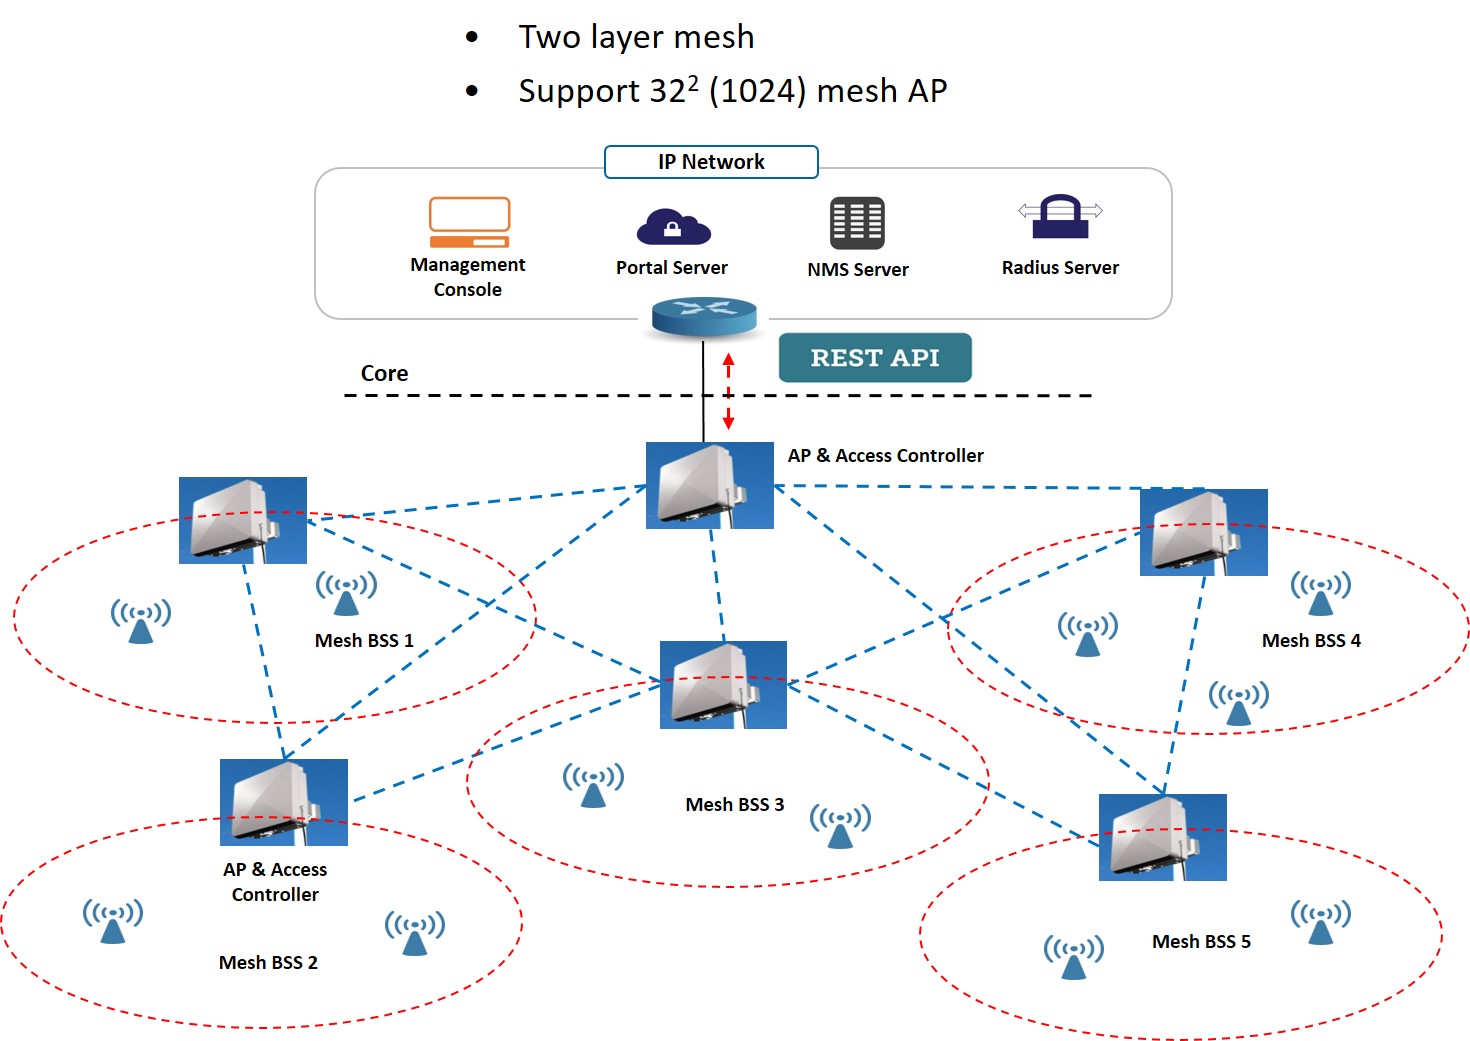 • Two layer mesh
• Support 32² (1024) mesh AP
IP Network
Management
Console
Portal Server
NMS Server
Radius Server
REST API
Core
AP & Access Controller
Mesh BSS 1
Mesh BSS 4
Mesh BSS 3
AP & Access
Controller
Mesh BSS 2
Mesh BSS 5